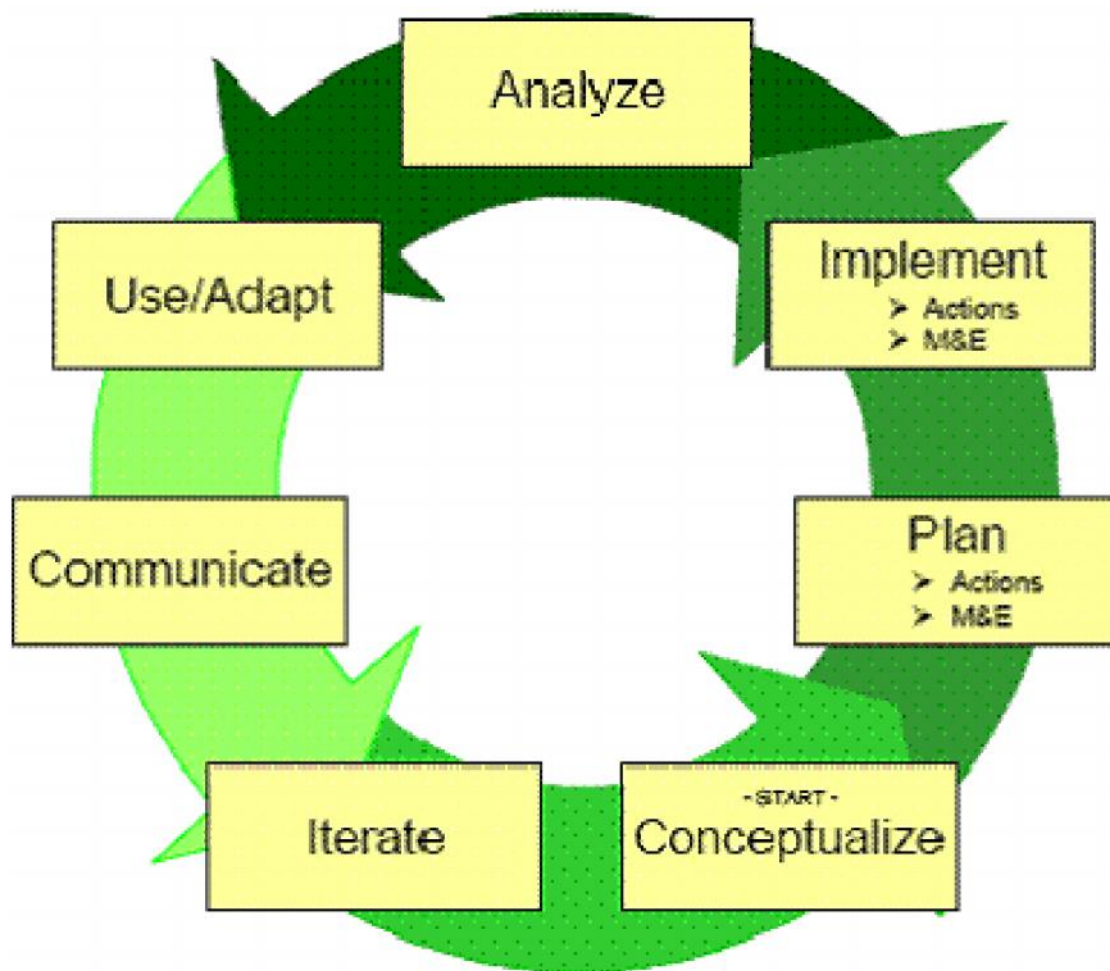 Analyze
Use/Adapt
Implement
➢ Actions
➢ M&E
Communicate
Plan
➢ Actions
➢ M&E
Iterate
- START -
Conceptualize